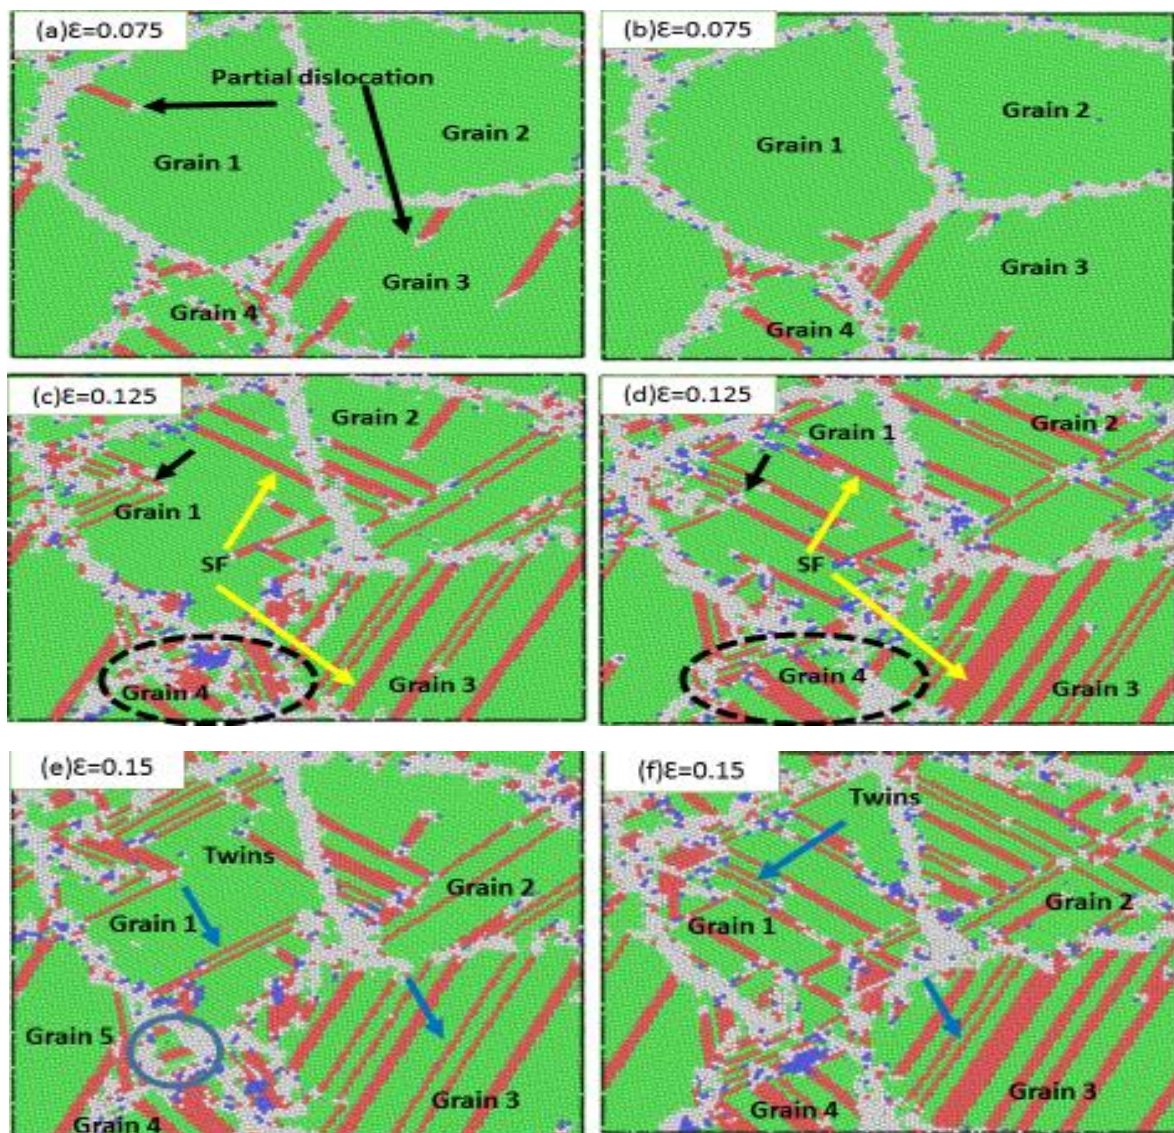 (a)Ɛ=0.075
Partial dislocation
Grain 1
Grain 2
Grain 3
Grain 4
(b)Ɛ=0.075
Grain 1
Grain 2
Grain 3
Grain 4
(c)Ɛ=0.125
Grain 2
Grain 1
SF
Grain 4
Grain 3
(d)Ɛ=0.125
Grain 1
Grain 2
SF
Grain 4
Grain 3
(e)Ɛ=0.15
Twins
Grain 2
Grain 1
Grain 5
Grain 3
Grain 4
(f)Ɛ=0.15
Twins
Grain 2
Grain 1
Grain 4
Grain 3